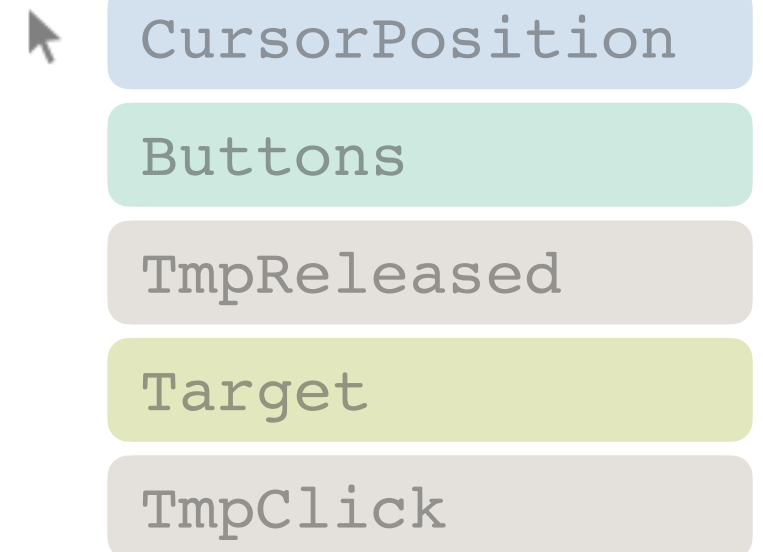 CursorPosition
Buttons
TmpReleased
Target
TmpClick